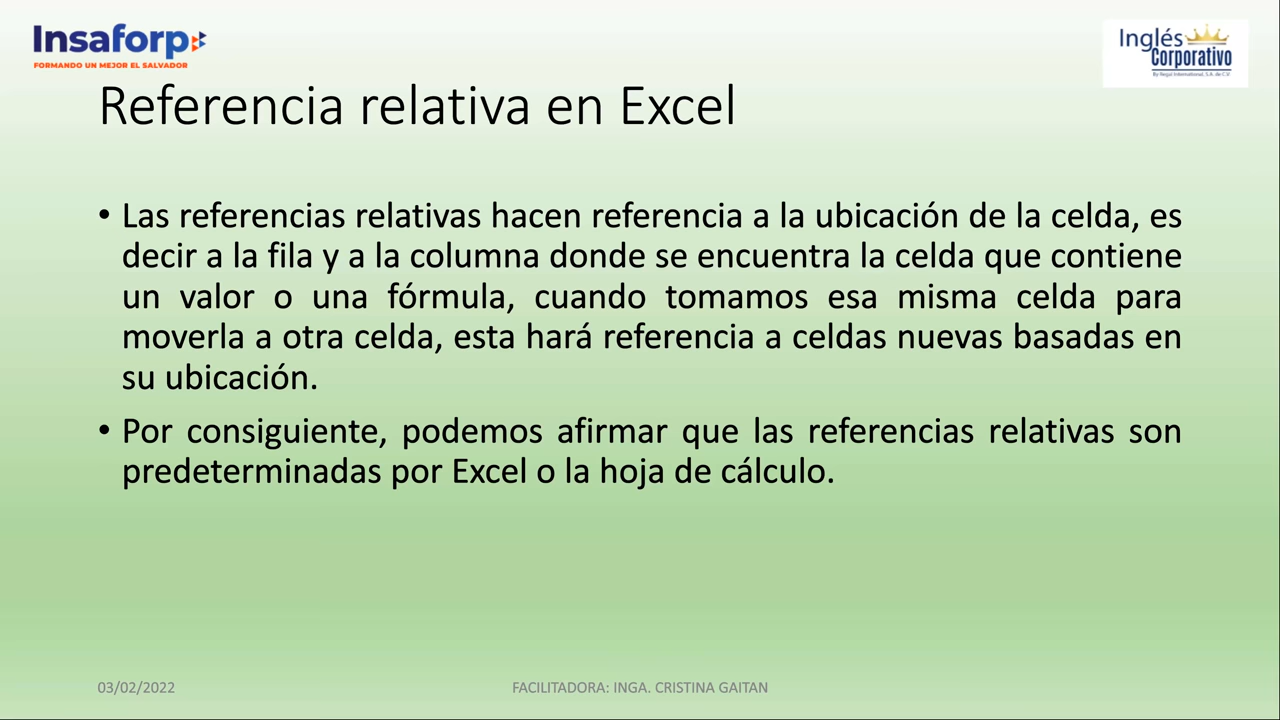 Insaforp
FORMANDO UN MEJOR EL SALVADOR
Inglés
Corporativo
By Regal International, S.A. de C.V.
Referencia relativa en Excel
• Las referencias relativas hacen referencia a la ubicación de la celda, es
decir a la fila y a la columna donde se encuentra la celda que contiene
un valor o una fórmula, cuando tomamos esa misma celda para
moverla a otra celda, esta hará referencia a celdas nuevas basadas en
su ubicación.
• Por consiguiente, podemos afirmar que las referencias relativas son
predeterminadas por Excel o la hoja de cálculo.
03/02/2022
FACILITADORA: INGA. CRISTINA GAITAN